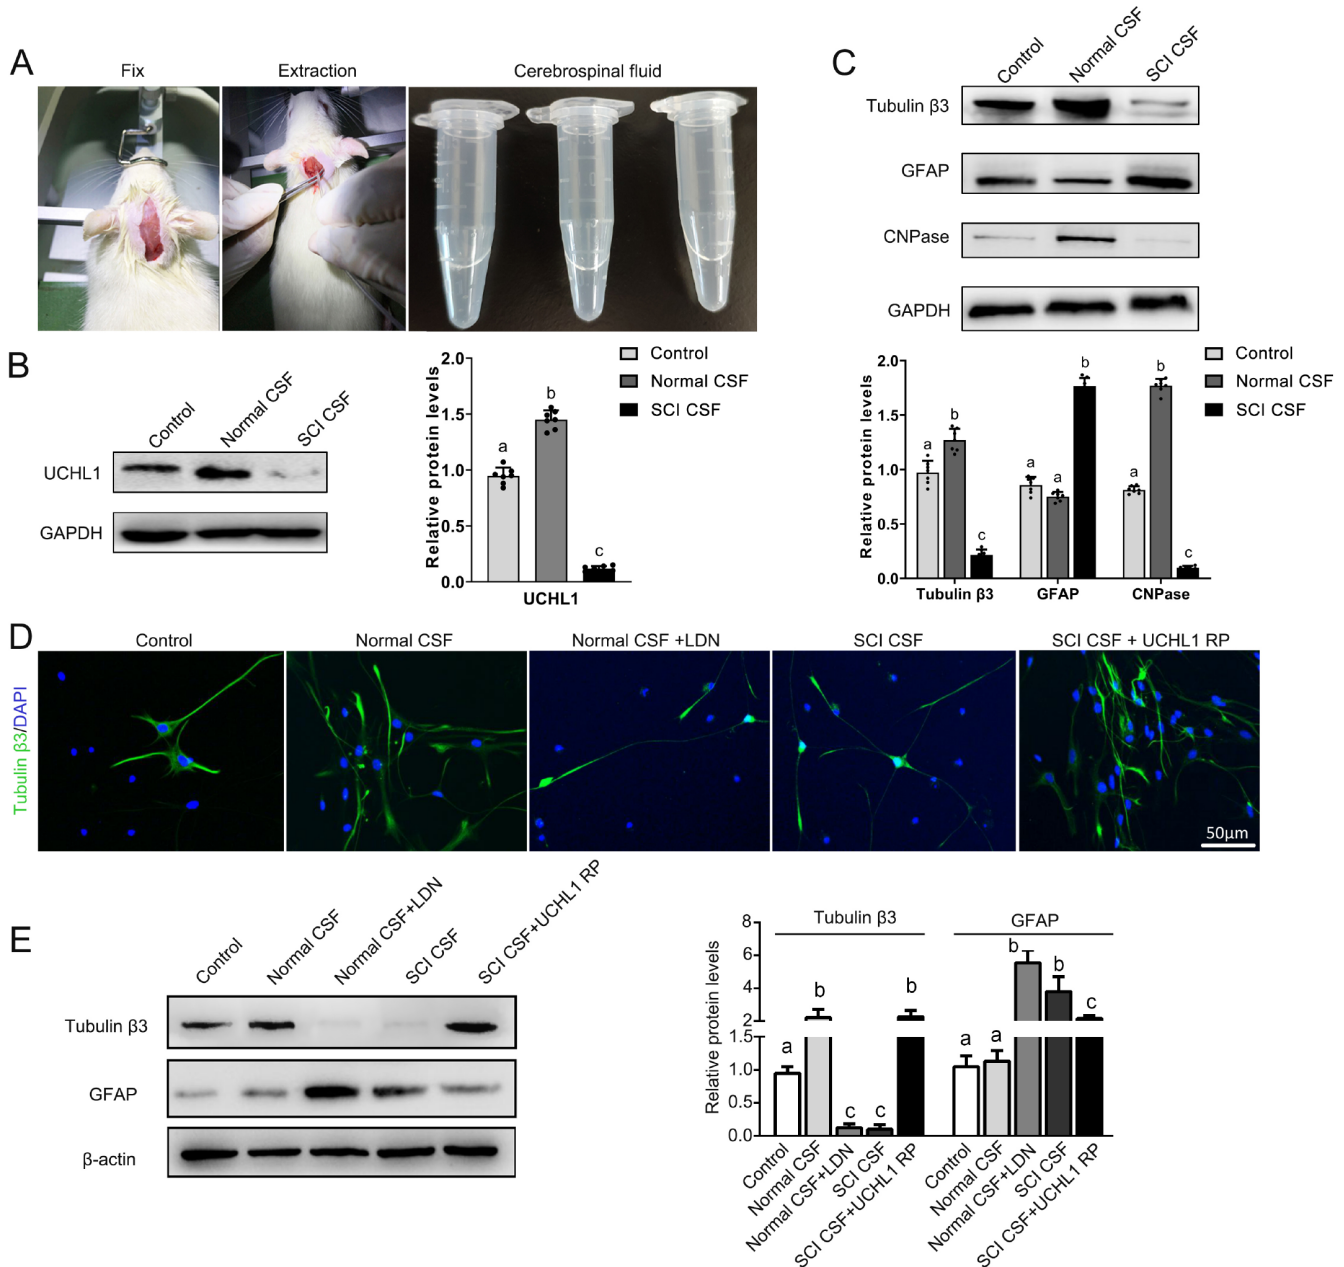 A
Fix
Extraction
Cerebrospinal fluid
B
Control
Normal CSF
SCI CSF
UCHL1
GAPDH
Relative protein levels
2.0
1.5
1.0
0.5
0.0
a
b
c
UCHL1
Control
Normal CSF
SCI CSF
C
Control
Normal CSF
SCI CSF
Tubulin β3
GFAP
CNPase
GAPDH
Relative protein levels
2.0
1.5
1.0
0.5
0.0
a
b
c
a
a
b
a
b
c
Tubulin β3
GFAP
CNPase
Control
Normal CSF
SCI CSF
D
Control
Normal CSF
Normal CSF +LDN
SCI CSF
SCI CSF + UCHL1 RP
Tubulin β3/DAPI
50μm
E
Control
Normal CSF
Normal CSF+LDN
SCI CSF
SCI CSF+UCHL1 RP
Tubulin β3
GFAP
β-actin
Relative protein levels
8
6
4
2
1.5
1.0
0.5
0.0
Tubulin β3
GFAP
a
b
c
c
b
a
a
b
b
c
Control
Normal CSF
Normal CSF+LDN
SCI CSF
SCI CSF+UCHL1 RP
Control
Normal CSF
Normal CSF+LDN
SCI CSF
SCI CSF+UCHL1 RP